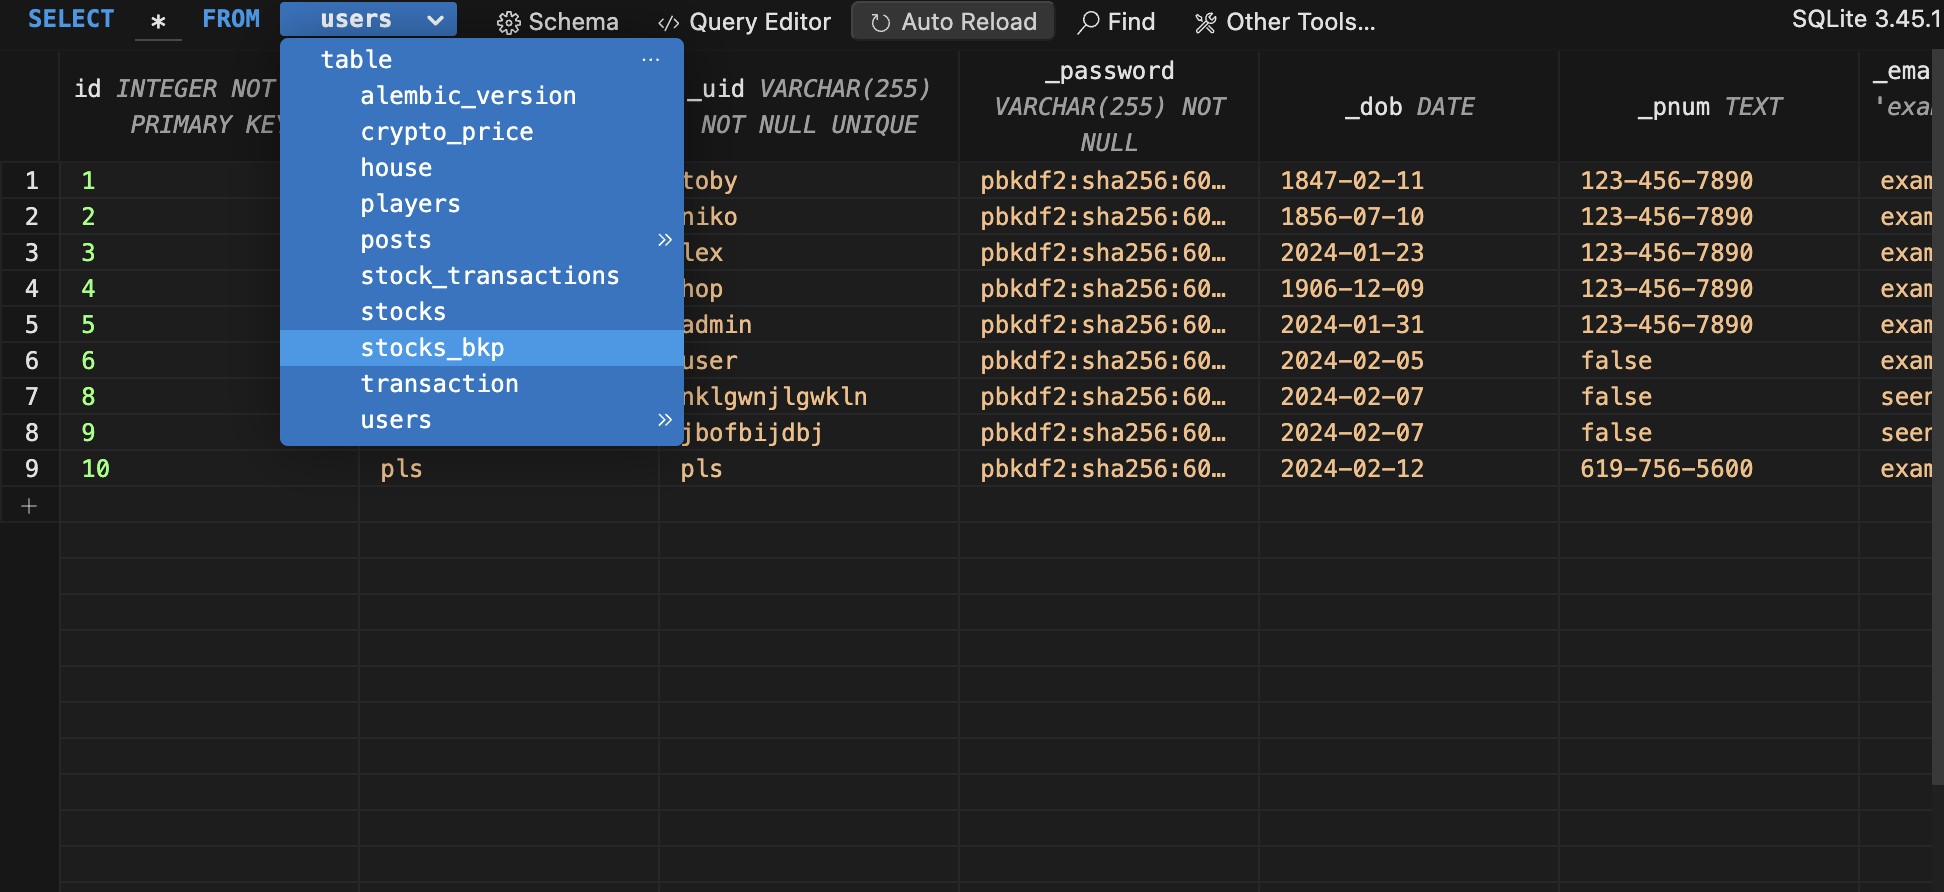 SELECT * FROM users Schema Query Editor Auto Reload Find Other Tools... SQLite 3.45.1
table ...
alembic_version
crypto_price
house
players
posts »
stock_transactions
stocks
stocks_bkp
transaction
users »
id INTEGER NOT
PRIMARY KEY
_uid VARCHAR(255)
NOT NULL UNIQUE
_password
VARCHAR(255) NOT
NULL
_dob DATE
_pnum TEXT
_ema
'exa
1 1 toby pbkdf2:sha256:60… 1847-02-11 123-456-7890 exam
2 2 niko pbkdf2:sha256:60… 1856-07-10 123-456-7890 exam
3 3 lex pbkdf2:sha256:60… 2024-01-23 123-456-7890 exam
4 4 hop pbkdf2:sha256:60… 1906-12-09 123-456-7890 exam
5 5 admin pbkdf2:sha256:60… 2024-01-31 123-456-7890 exam
6 6 user pbkdf2:sha256:60… 2024-02-05 false exam
7 8 nklgwnjlgwkln pbkdf2:sha256:60… 2024-02-07 false seer
8 9 jbofbijdbj pbkdf2:sha256:60… 2024-02-07 false seer
9 10 pls pls pbkdf2:sha256:60… 2024-02-12 619-756-5600 exam
+